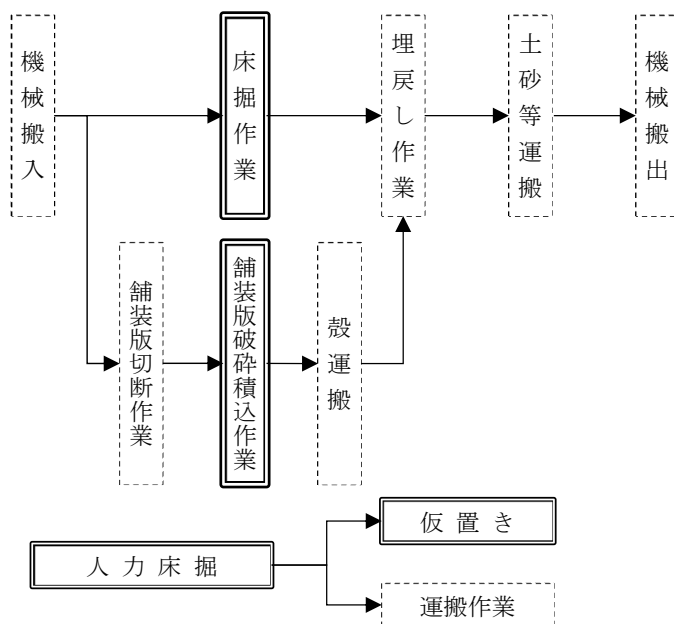 機械搬入
床掘作業
埋戻し作業
土砂等運搬
機械搬出
舗装版切断作業
舗装版破砕積込作業
殻運搬
人力床掘
仮置き
運搬作業